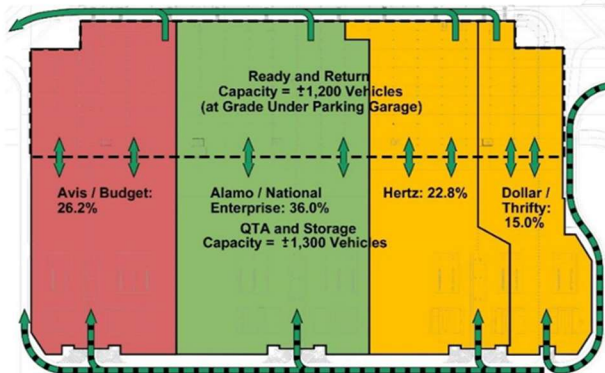 Ready and Return
Capacity = ±1,200 Vehicles
(at Grade Under Parking Garage)
Avis / Budget:
26.2%
Alamo / National
Enterprise: 36.0%
Hertz: 22.8%
Dollar /
Thrifty:
15.0%
QTA and Storage
Capacity = ±1,300 Vehicles